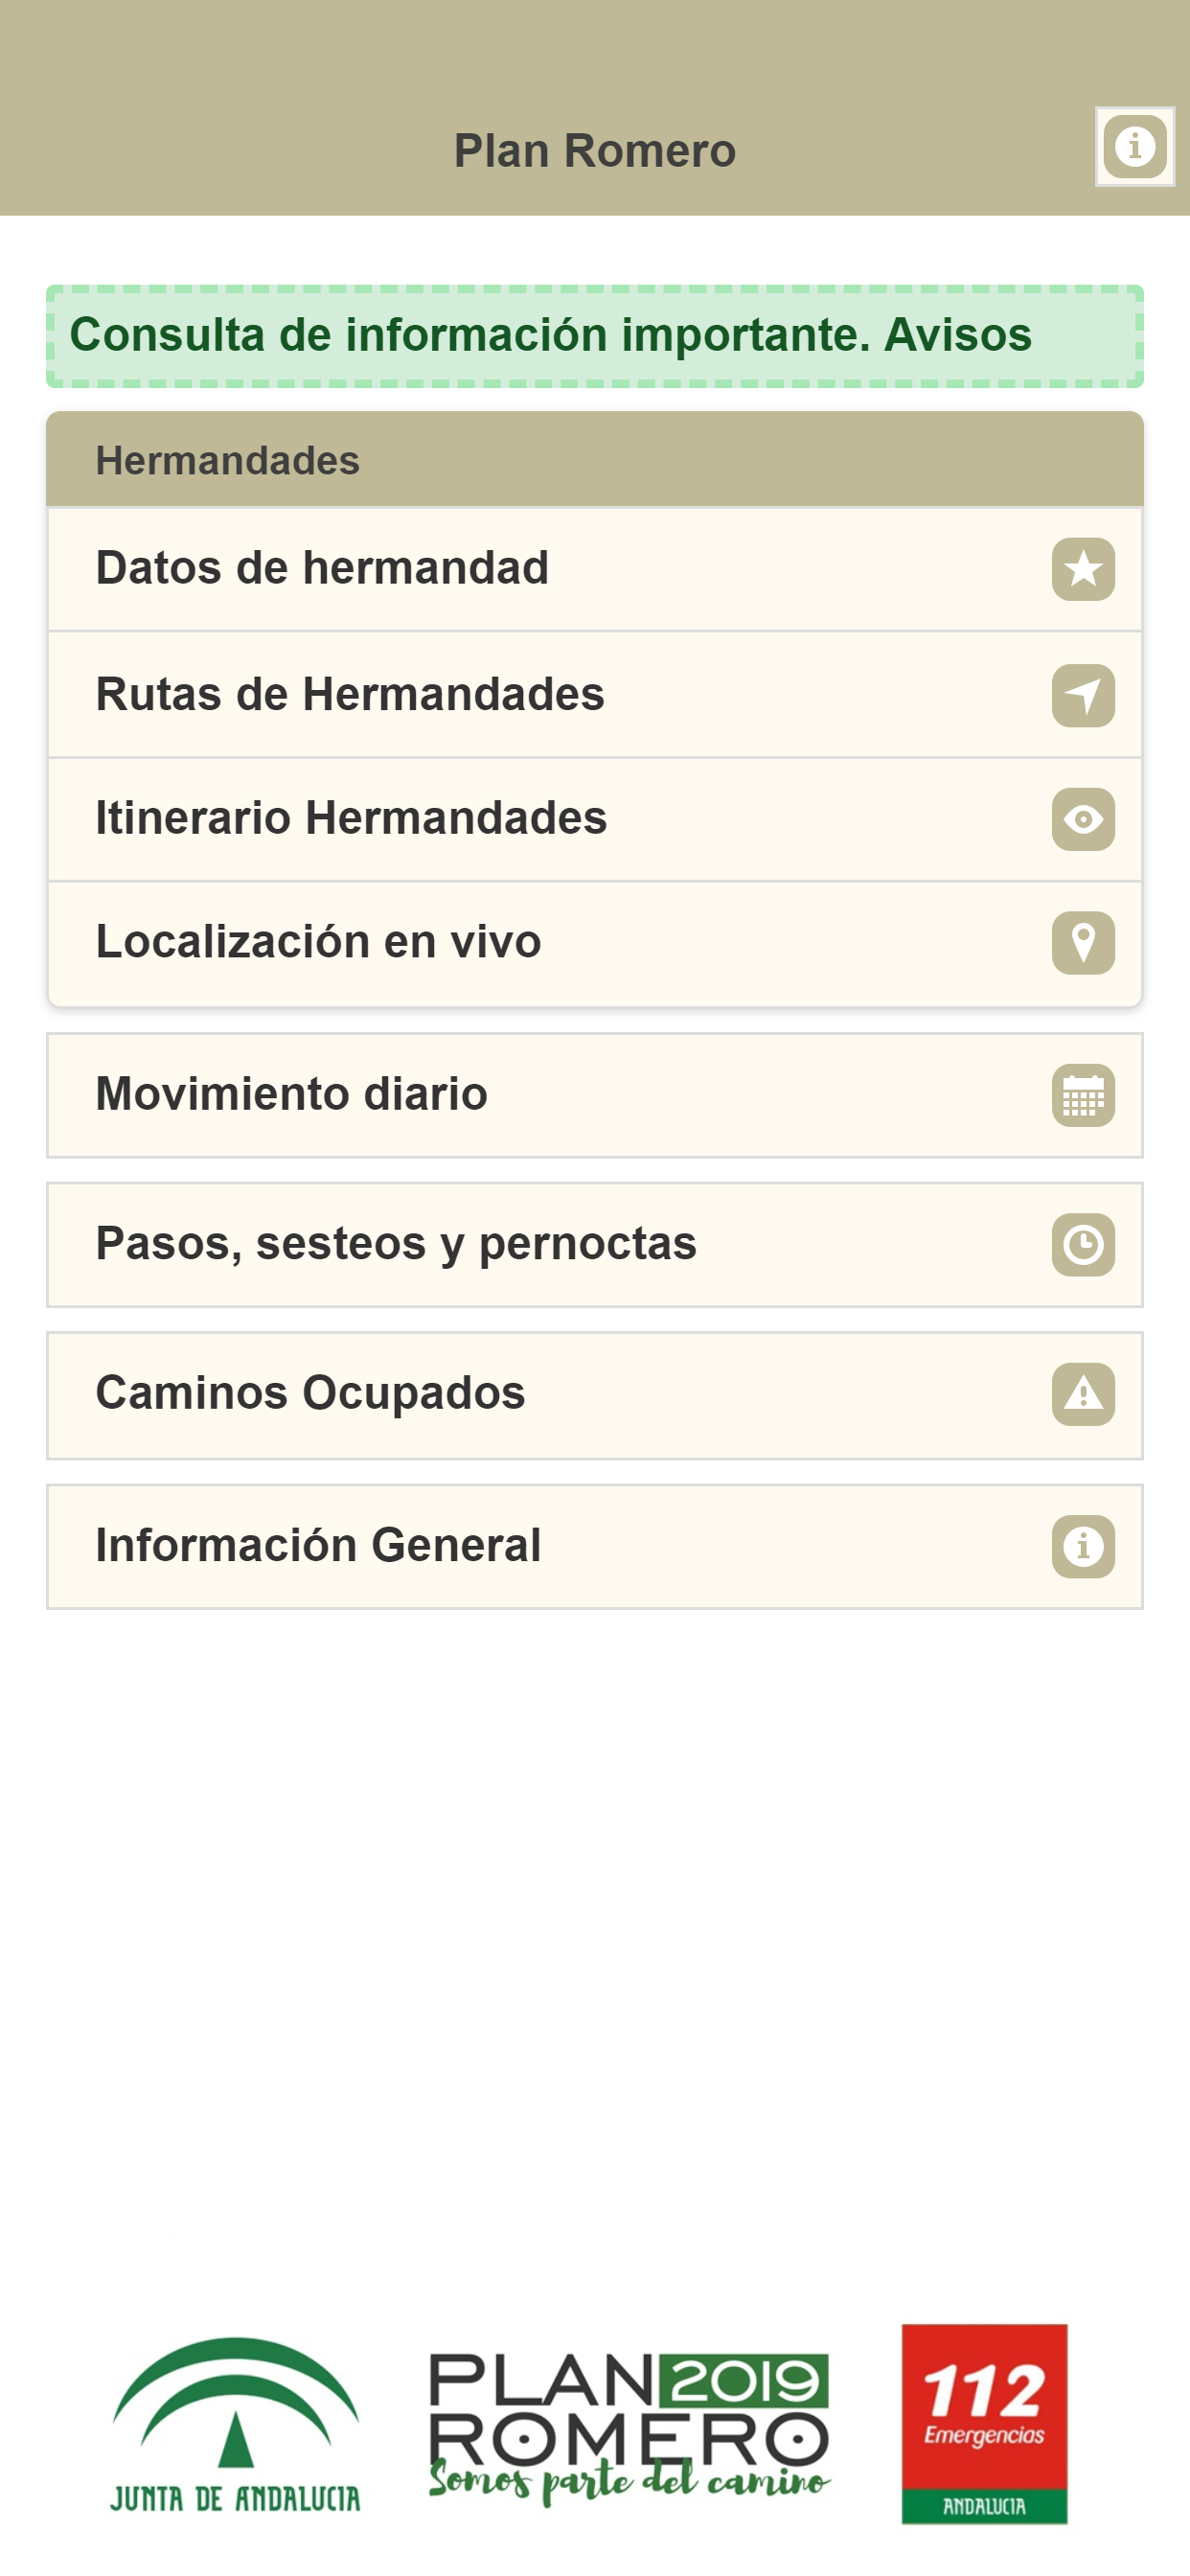 Plan Romero
Consulta de información importante. Avisos
Hermandades
Datos de hermandad
Rutas de Hermandades
Itinerario Hermandades
Localización en vivo
Movimiento diario
Pasos, sesteos y pernoctas
Caminos Ocupados
Información General
JUNTA DE ANDALUCIA
PLAN 2019
ROMERO
Somos parte del camino
112
Emergencias
ANDALUCIA